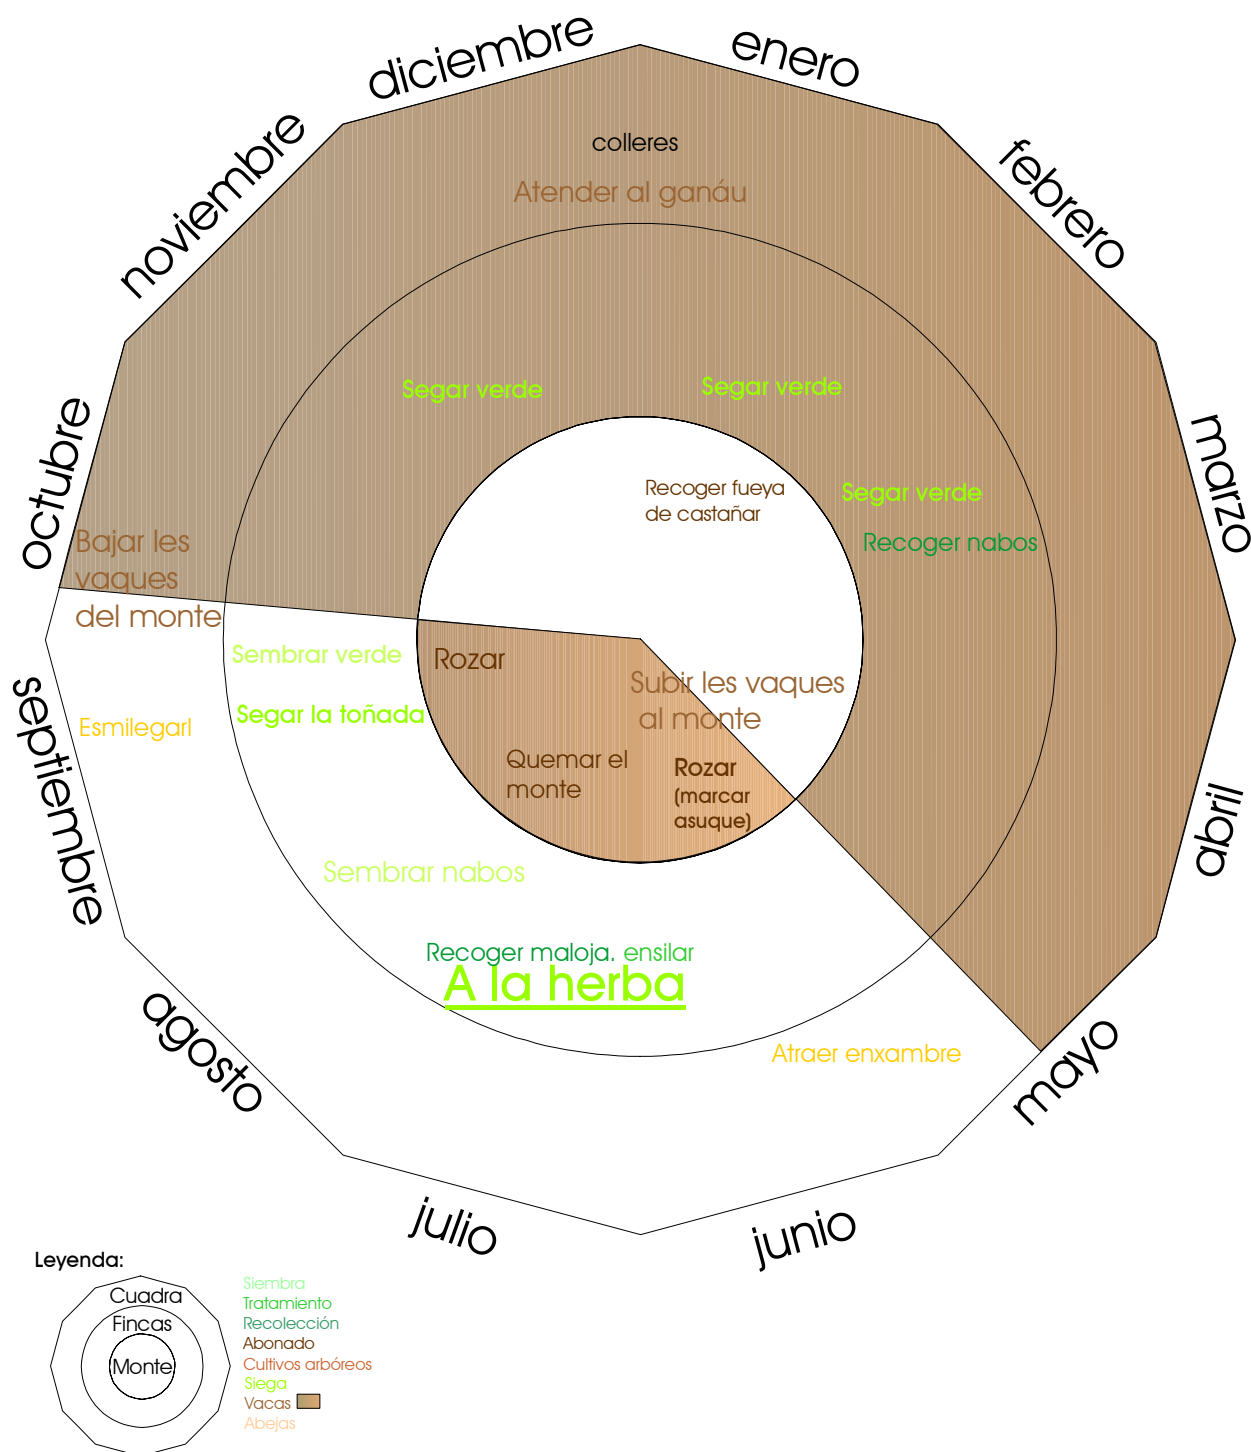 diciembre
enero
noviembre
febrero
colleres
Atender al ganáu
Segar verde
Segar verde
octubre
marzo
Recoger fueya
de castañar
Segar verde
Recoger nabos
Bajar les
vaques
del monte
Sembrar verde
Rozar
Subir les vaques
al monte
septiembre
Esmilegarl
Segar la toñada
Quemar el
monte
Rozar
(marcar
asuque)
abril
Sembrar nabos
Recoger maloja. ensilar
A la herba
agosto
Atraer enxambre
mayo
julio
junio
Leyenda:
Cuadra
Fincas
Monte
Siembra
Tratamiento
Recolección
Abonado
Cultivos arbóreos
Siega
Vacas
Abejas